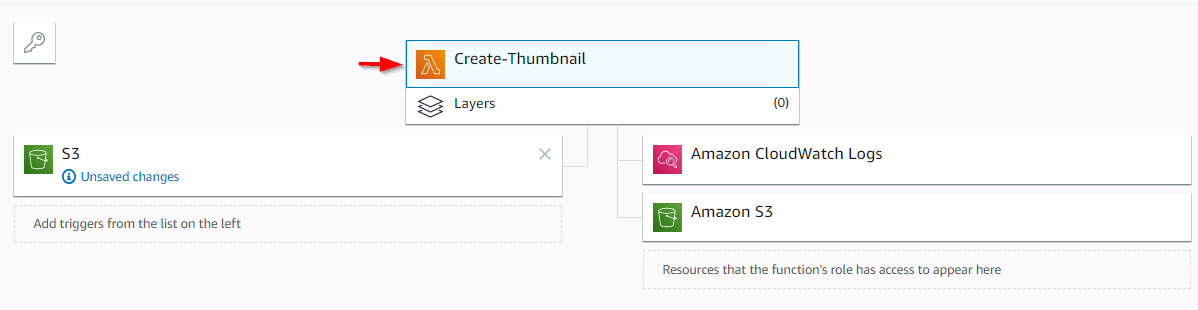 Create-Thumbnail
Layers
(0)
S3
Unsaved changes
Add triggers from the list on the left
Amazon CloudWatch Logs
Amazon S3
Resources that the function's role has access to appear here